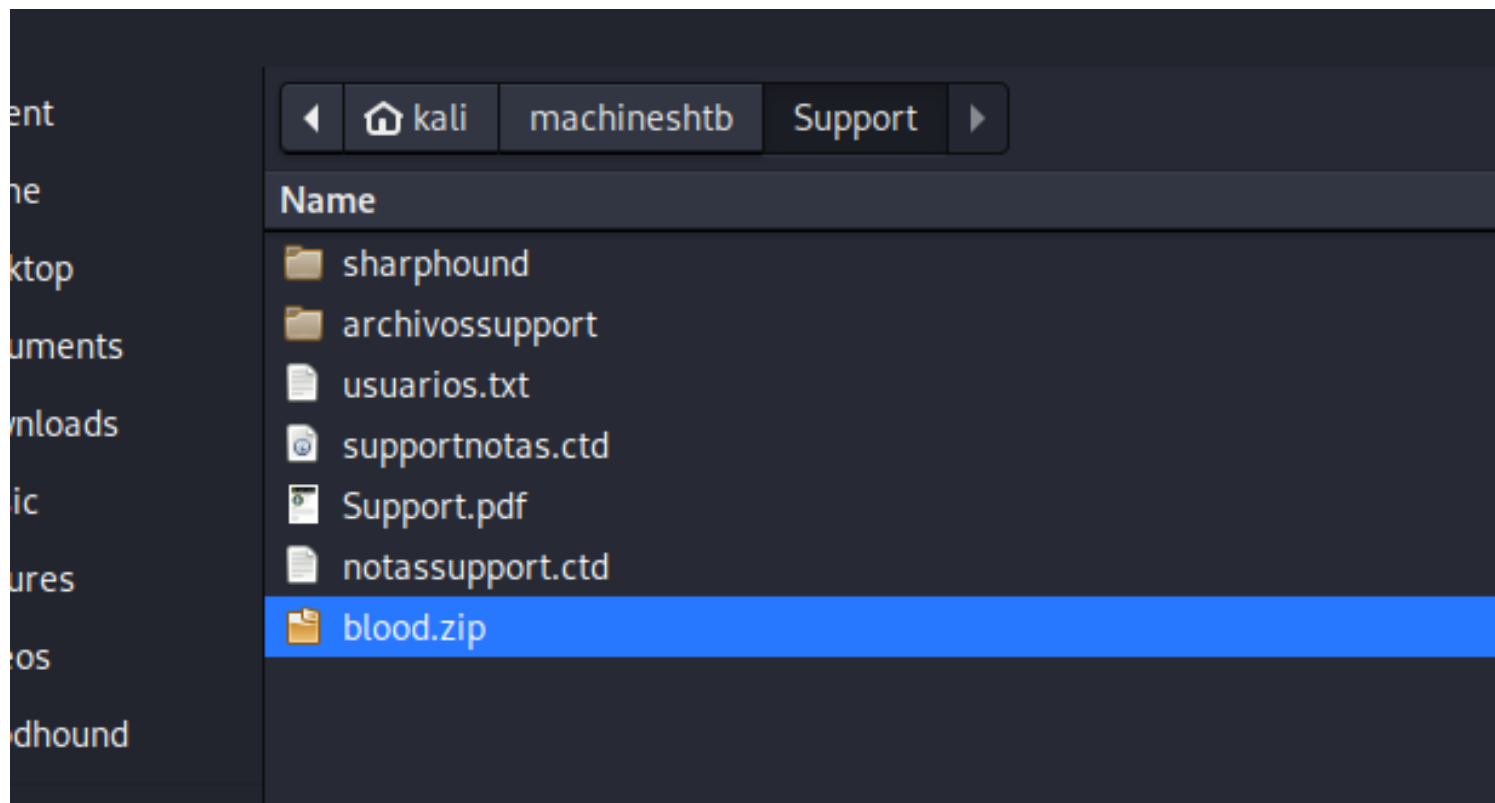 kali machineshtb Support
Name
sharphound
archivossupport
usuarios.txt
supportnotas.ctd
Support.pdf
notassupport.ctd
blood.zip
ent
ne
ktop
uments
wnloads
ic
ures
eos
dhound